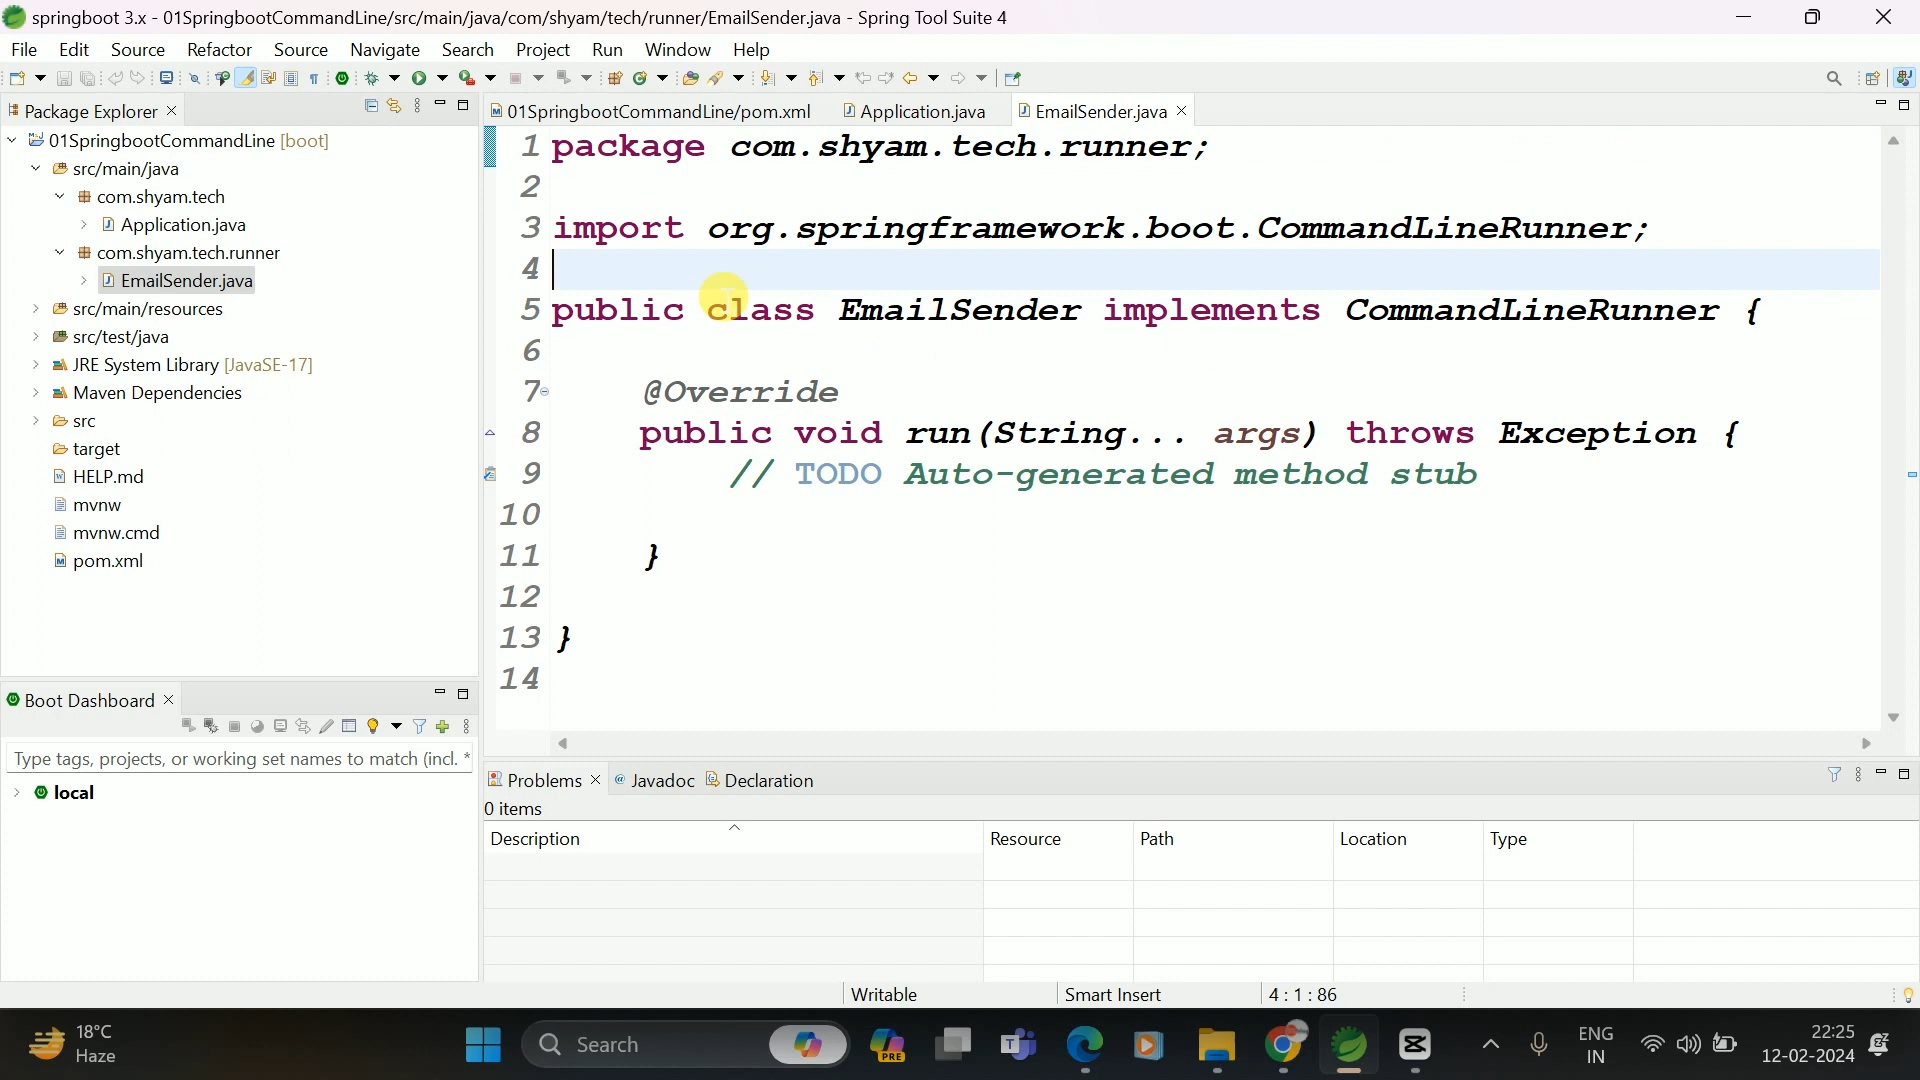 springboot 3.x - 01SpringbootCommandLine/src/main/java/com/shyam/tech/runner/EmailSender.java - Spring Tool Suite 4
File Edit Source Refactor Source Navigate Search Project Run Window Help
Package Explorer
01SpringbootCommandLine [boot]
src/main/java
com.shyam.tech
Application.java
com.shyam.tech.runner
EmailSender.java
src/main/resources
src/test/java
JRE System Library [JavaSE-17]
Maven Dependencies
src
target
HELP.md
mvnw
mvnw.cmd
pom.xml
Boot Dashboard
Type tags, projects, or working set names to match (incl. *
local
01SpringbootCommandLine/pom.xml Application.java EmailSender.java
1 package com.shyam.tech.runner;
2
3 import org.springframework.boot.CommandLineRunner;
4
5 public class EmailSender implements CommandLineRunner {
6
7 @Override
8 public void run(String... args) throws Exception {
9 // TODO Auto-generated method stub
10
11 }
12
13 }
14
Problems Javadoc Declaration
0 items
Description Resource Path Location Type
Writable Smart Insert 4 : 1 : 86
18°C
Haze
Search
PRE
ENG
IN
22:25
12-02-2024